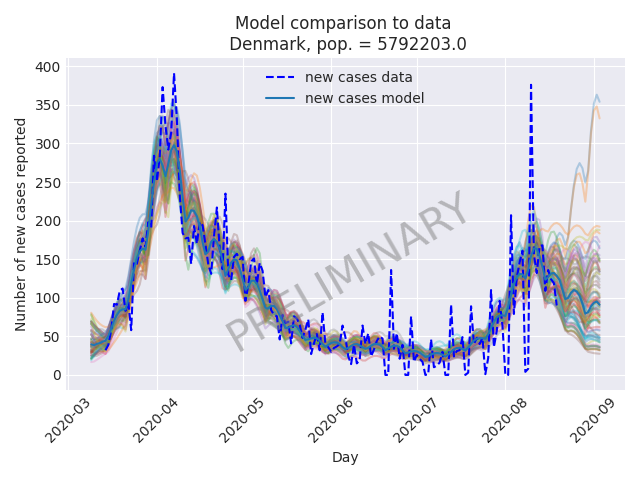 Model comparison to data
Denmark, pop. = 5792203.0
new cases data
new cases model
PRELIMINARY
Number of new cases reported
400
350
300
250
200
150
100
50
0
2020-03
2020-04
2020-05
2020-06
2020-07
2020-08
2020-09
Day